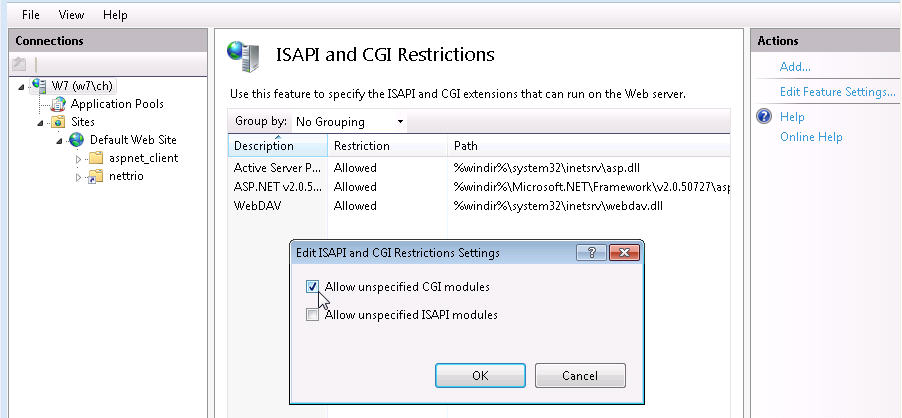 File View Help
Connections
W7 (w7\ch)
Application Pools
Sites
Default Web Site
aspnet_client
nettrio
ISAPI and CGI Restrictions
Use this feature to specify the ISAPI and CGI extensions that can run on the Web server.
Group by: No Grouping
Description Restriction Path
Active Server P... Allowed %windir%\system32\inetsrv\asp.dll
ASP.NET v2.0.5... Allowed %windir%\Microsoft.NET\Framework\v2.0.50727\asp
WebDAV Allowed %windir%\system32\inetsrv\webdav.dll
Edit ISAPI and CGI Restrictions Settings
Allow unspecified CGI modules
Allow unspecified ISAPI modules
OK Cancel
Actions
Add...
Edit Feature Settings...
Help
Online Help